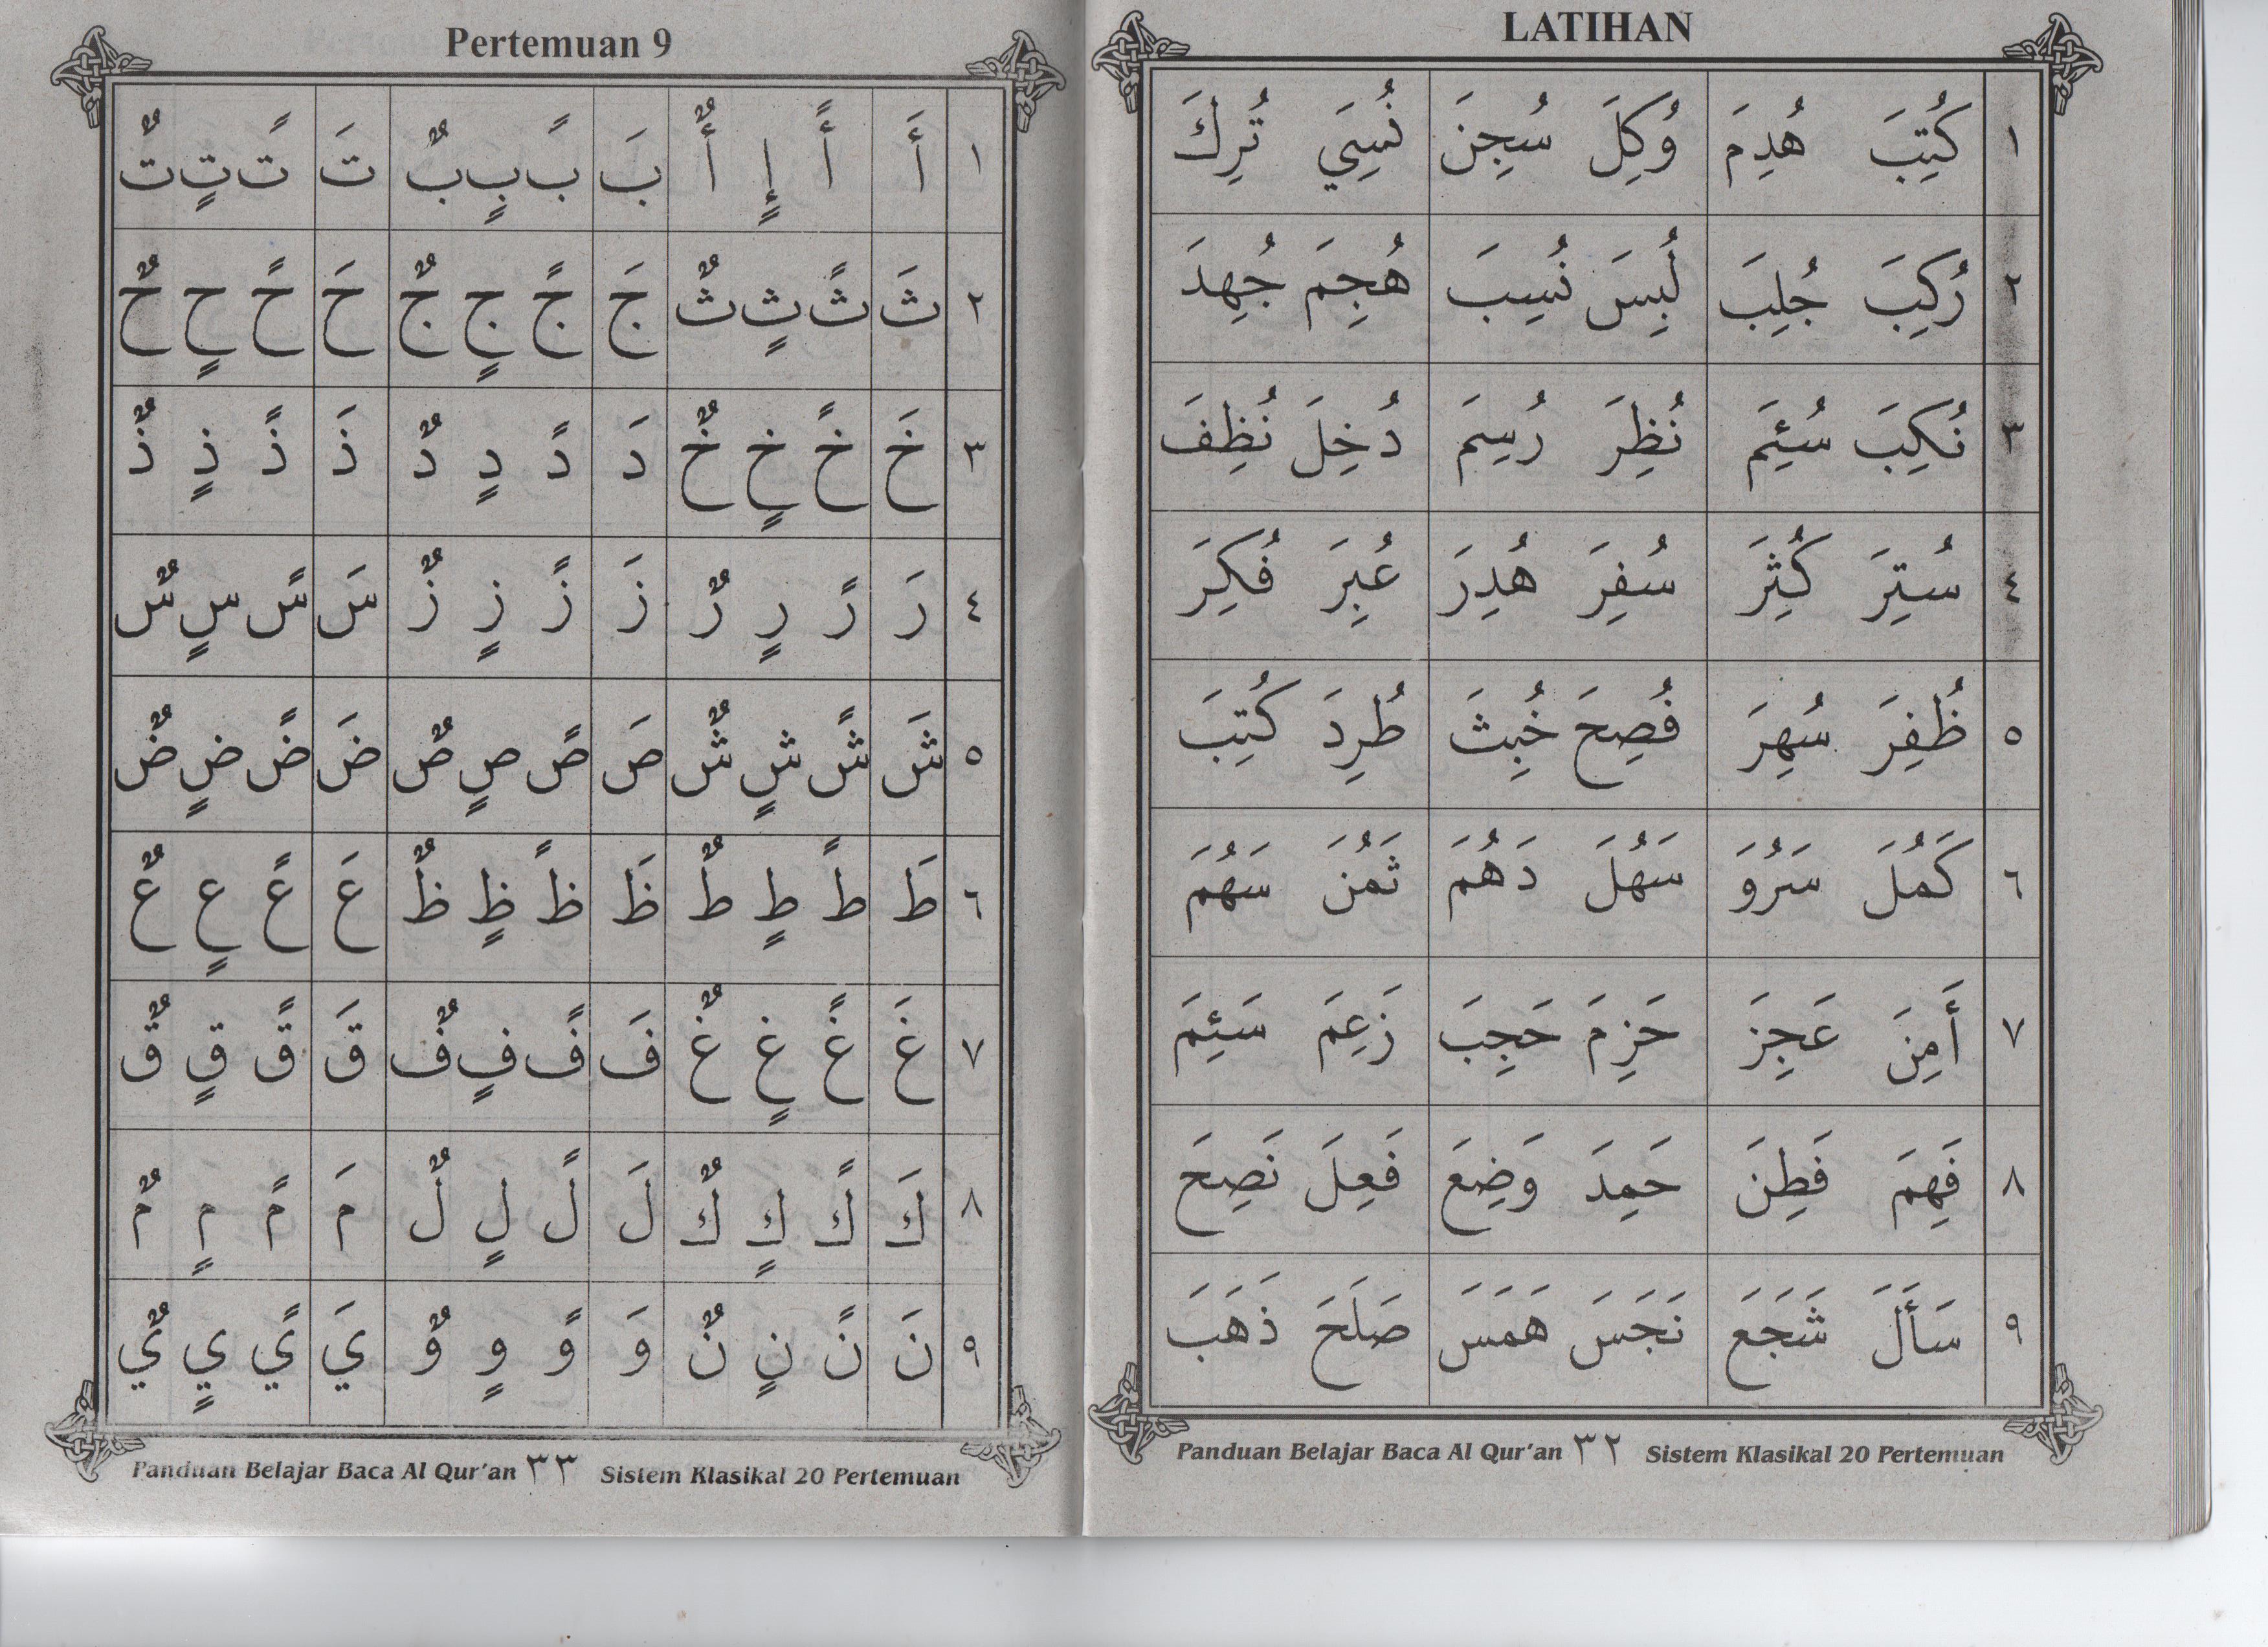 LATIHAN
١ كُتِبَ هُدِمَ وُكِلَ سُجِنَ نُسِيَ تُرِكَ
٢ رُكِبَ جُلِبَ لُبِسَ نُسِبَ هُجِمَ جُهِدَ
٣ نُكِبَ سُئِمَ نُظِرَ رُسِمَ دُخِلَ نُظِفَ
٤ سُتِرَ كُثِرَ سُفِرَ هُدِرَ عُبِرَ فُكِرَ
٥ ظُفِرَ سُهِرَ فُصِحَ خُبِثَ طُرِدَ كُتِبَ
٦ كَمُلَ سَرُوَ سَهُلَ دَهُمَ ثَمُنَ سَهُمَ
٧ أَمِنَ عَجِزَ حَزِمَ حَجِبَ زَعِمَ سَئِمَ
٨ فَهِمَ فَطِنَ حَمِدَ وَضِعَ فَعِلَ نَصِحَ
٩ سَأَلَ شَجَعَ نَجَسَ هَمَسَ صَلَحَ ذَهَبَ
Panduan Belajar Baca Al Qur'an ٣٢ Sistem Klasikal 20 Pertemuan
Pertemuan 9
١ أَ أً إٍ أٌ بَ بً بٍ بٌ تَ تً تٍ تٌ
٢ ثَ ثً ثٍ ثٌ جَ جً جٍ جٌ حَ حً حٍ حٌ
٣ خَ خً خٍ خٌ دَ دً دٍ دٌ ذَ ذً ذٍ ذٌ
٤ رَ رً رٍ رٌ زَ زً زٍ زٌ سَ سً سٍ سٌ
٥ شَ شً شٍ شٌ صَ صً صٍ صٌ ضَ ضً ضٍ ضٌ
٦ طَ طً طٍ طٌ ظَ ظً ظٍ ظٌ عَ عً عٍ عٌ
٧ غَ غً غٍ غٌ فَ فً فٍ فٌ قَ قً قٍ قٌ
٨ كَ كً كٍ كٌ لَ لً لٍ لٌ مَ مً مٍ مٌ
٩ نَ نً نٍ نٌ وَ وً وٍ وٌ يَ يً يٍ يٌ
Panduan Belajar Baca Al Qur'an ٣٣ Sistem Klasikal 20 Pertemuan